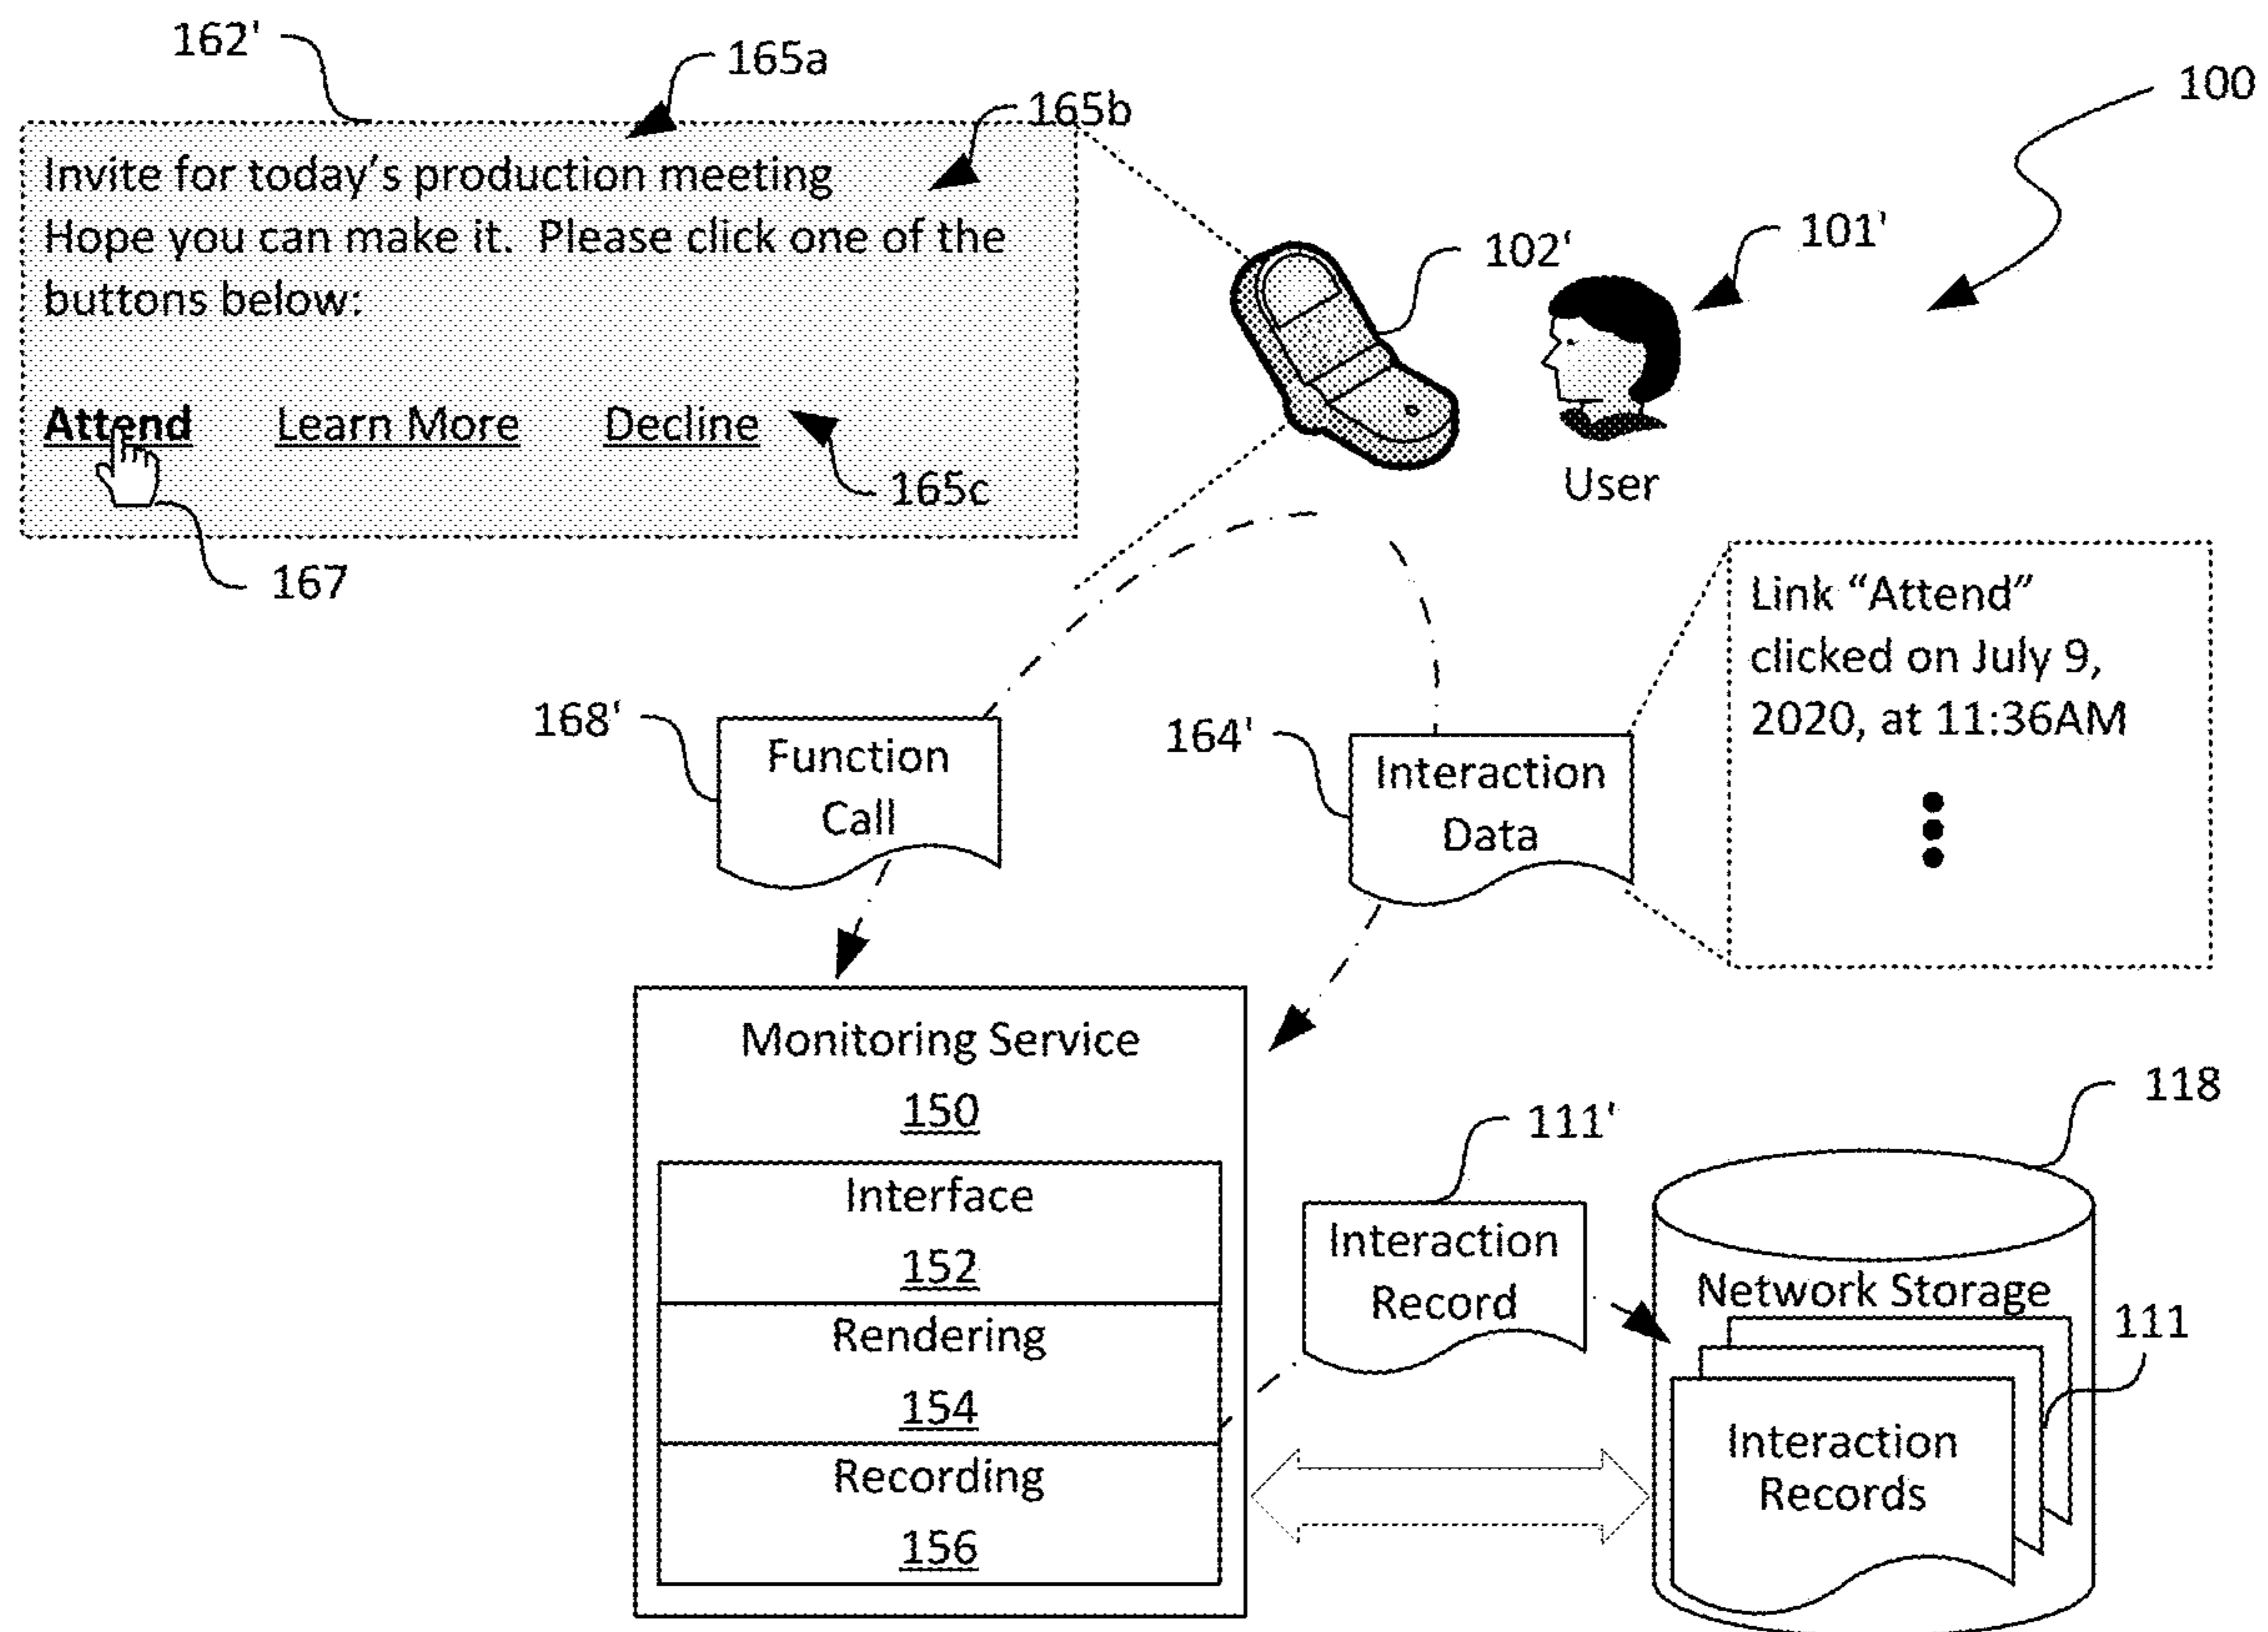 162'
165a
165b
100
Invite for today's production meeting
Hope you can make it.  Please click one of the
buttons below:
Attend
Learn More
Decline
165c
167
102'
101'
User
Link “Attend”
clicked on July 9,
2020, at 11:36AM
168'
Function
Call
164'
Interaction
Data
Monitoring Service
150
Interface
152
Rendering
154
Recording
156
111'
Interaction
Record
118
Network Storage
111
Interaction
Records